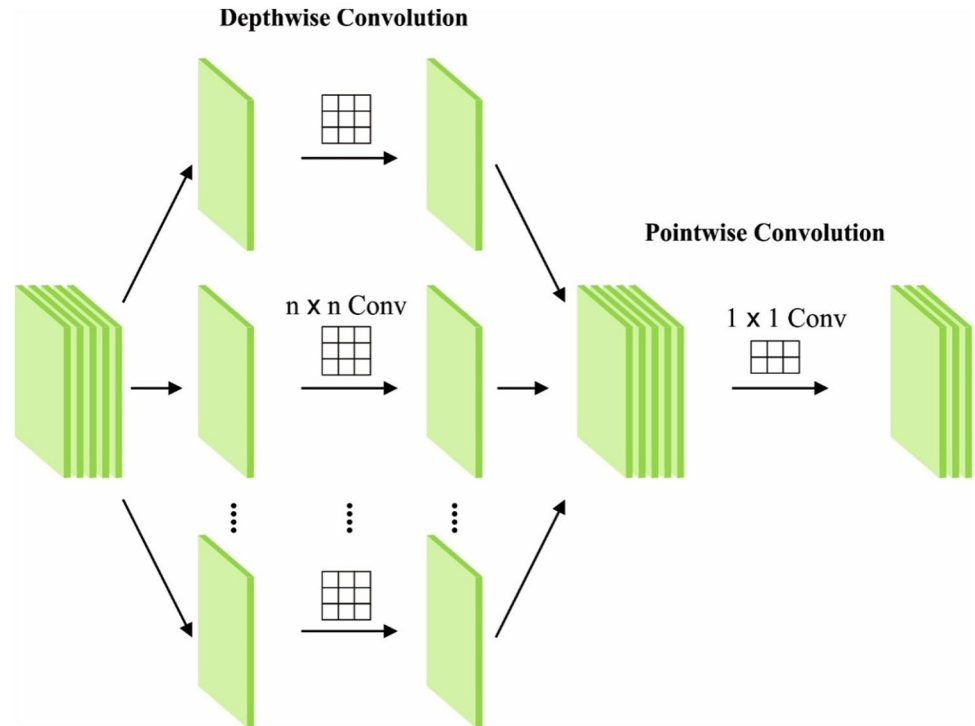 Depthwise Convolution
Pointwise Convolution
n x n Conv
1 x 1 Conv